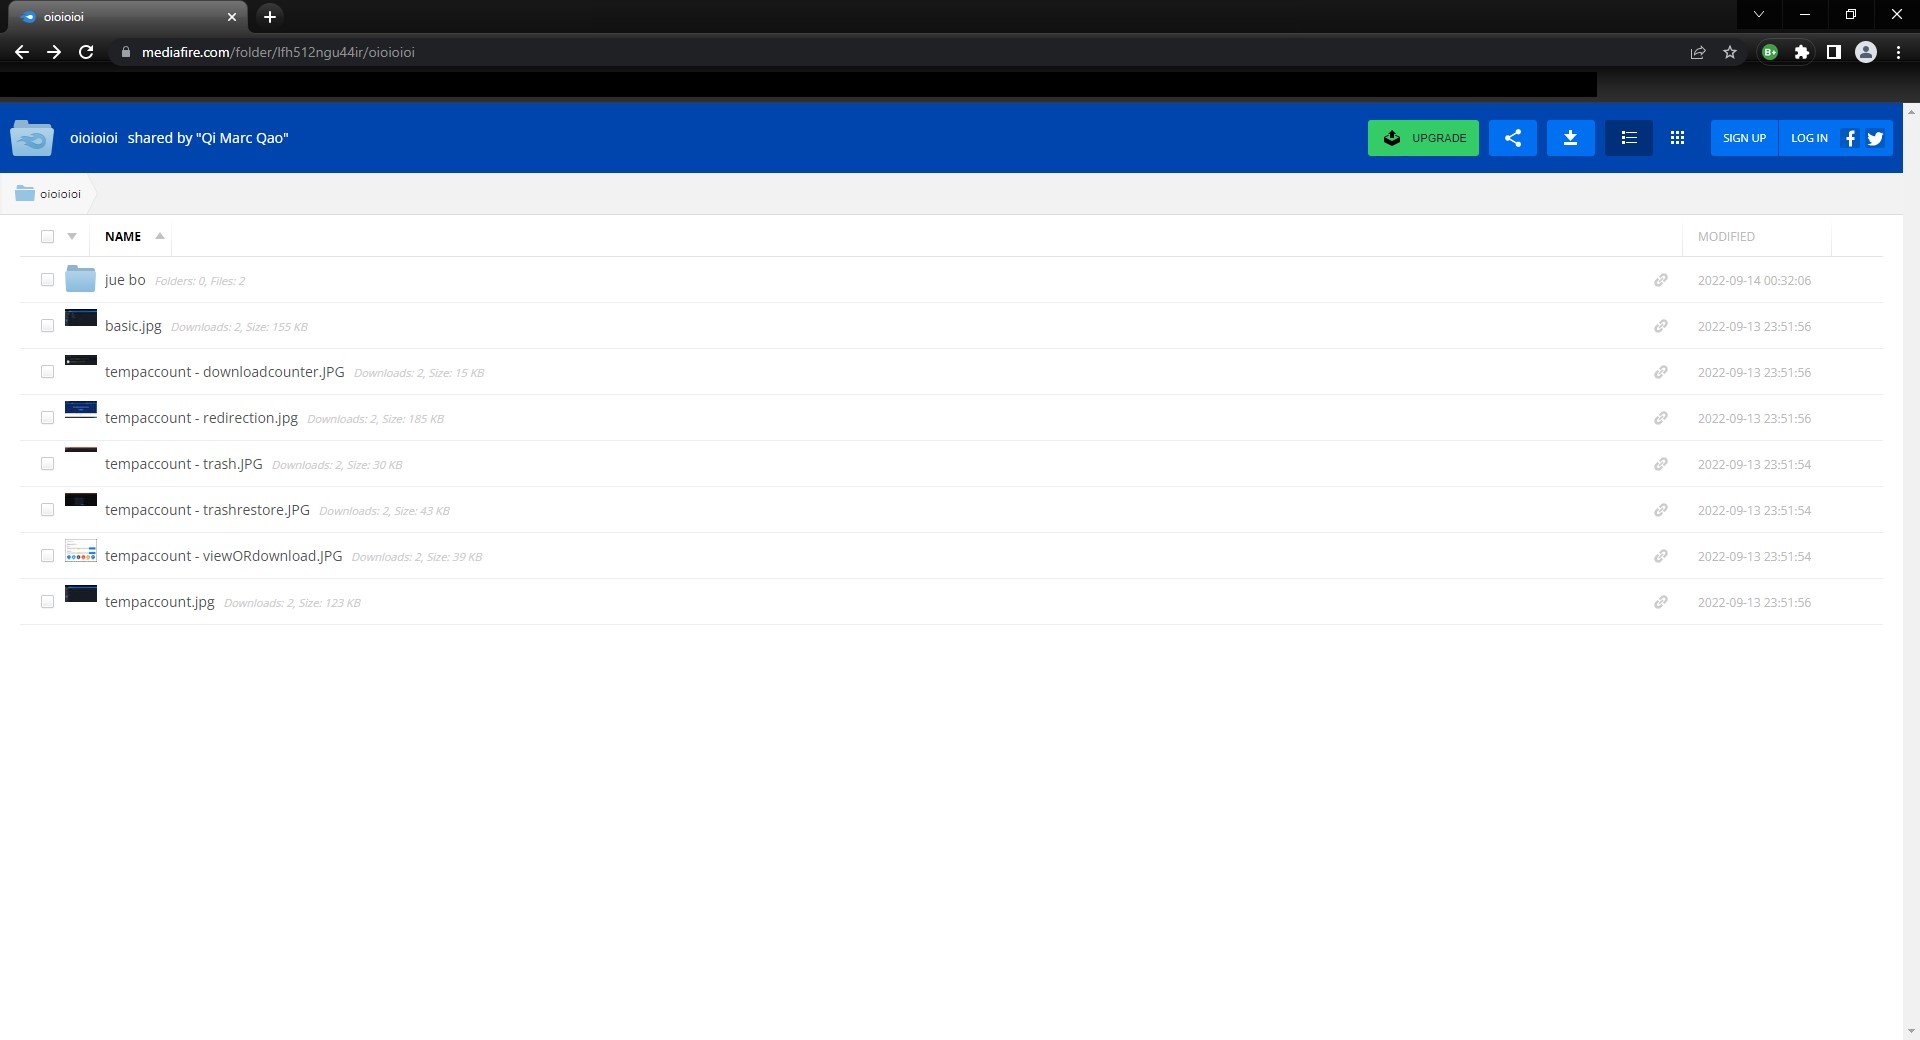 oioioioi
mediafire.com/folder/lfh512ngu44ir/oioioioi
B+
oioioioi shared by "Qi Marc Qao"
UPGRADE
SIGN UP
LOG IN
oioioioi
NAME
MODIFIED
jue bo Folders: 0, Files: 2 2022-09-14 00:32:06
basic.jpg Downloads: 2, Size: 155 KB 2022-09-13 23:51:56
tempaccount - downloadcounter.JPG Downloads: 2, Size: 15 KB 2022-09-13 23:51:56
tempaccount - redirection.jpg Downloads: 2, Size: 185 KB 2022-09-13 23:51:56
tempaccount - trash.JPG Downloads: 2, Size: 30 KB 2022-09-13 23:51:54
tempaccount - trashrestore.JPG Downloads: 2, Size: 43 KB 2022-09-13 23:51:54
tempaccount - viewORdownload.JPG Downloads: 2, Size: 39 KB 2022-09-13 23:51:54
tempaccount.jpg Downloads: 2, Size: 123 KB 2022-09-13 23:51:56